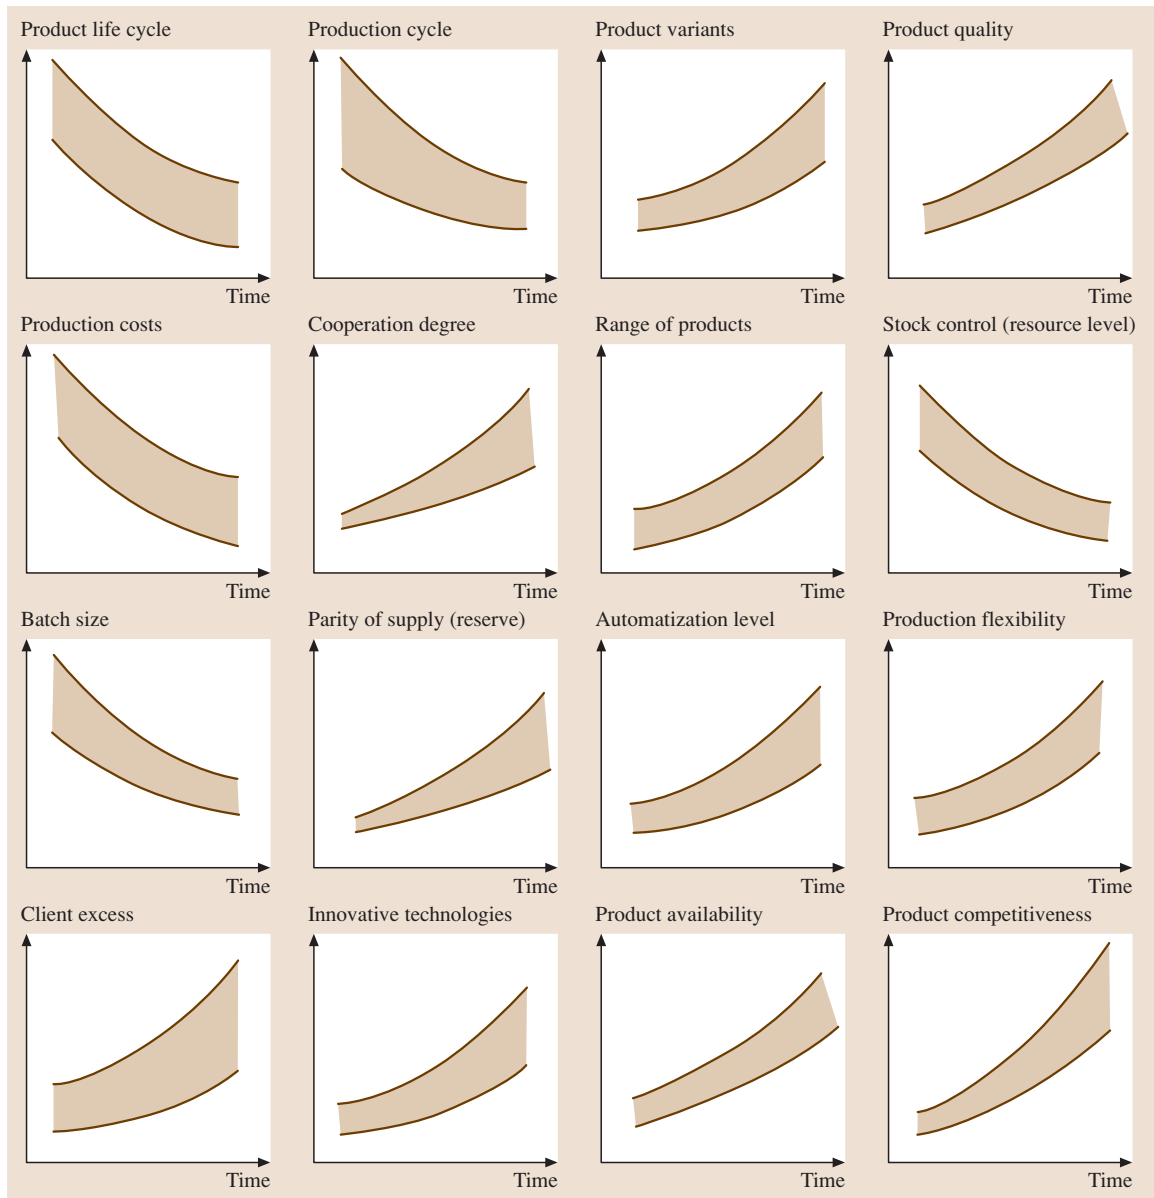 Product life cycle
Production cycle
Product variants
Product quality
Time
Time
Time
Time
Production costs
Cooperation degree
Range of products
Stock control (resource level)
Time
Time
Time
Time
Batch size
Parity of supply (reserve)
Automatization level
Production flexibility
Time
Time
Time
Time
Client excess
Innovative technologies
Product availability
Product competitiveness
Time
Time
Time
Time